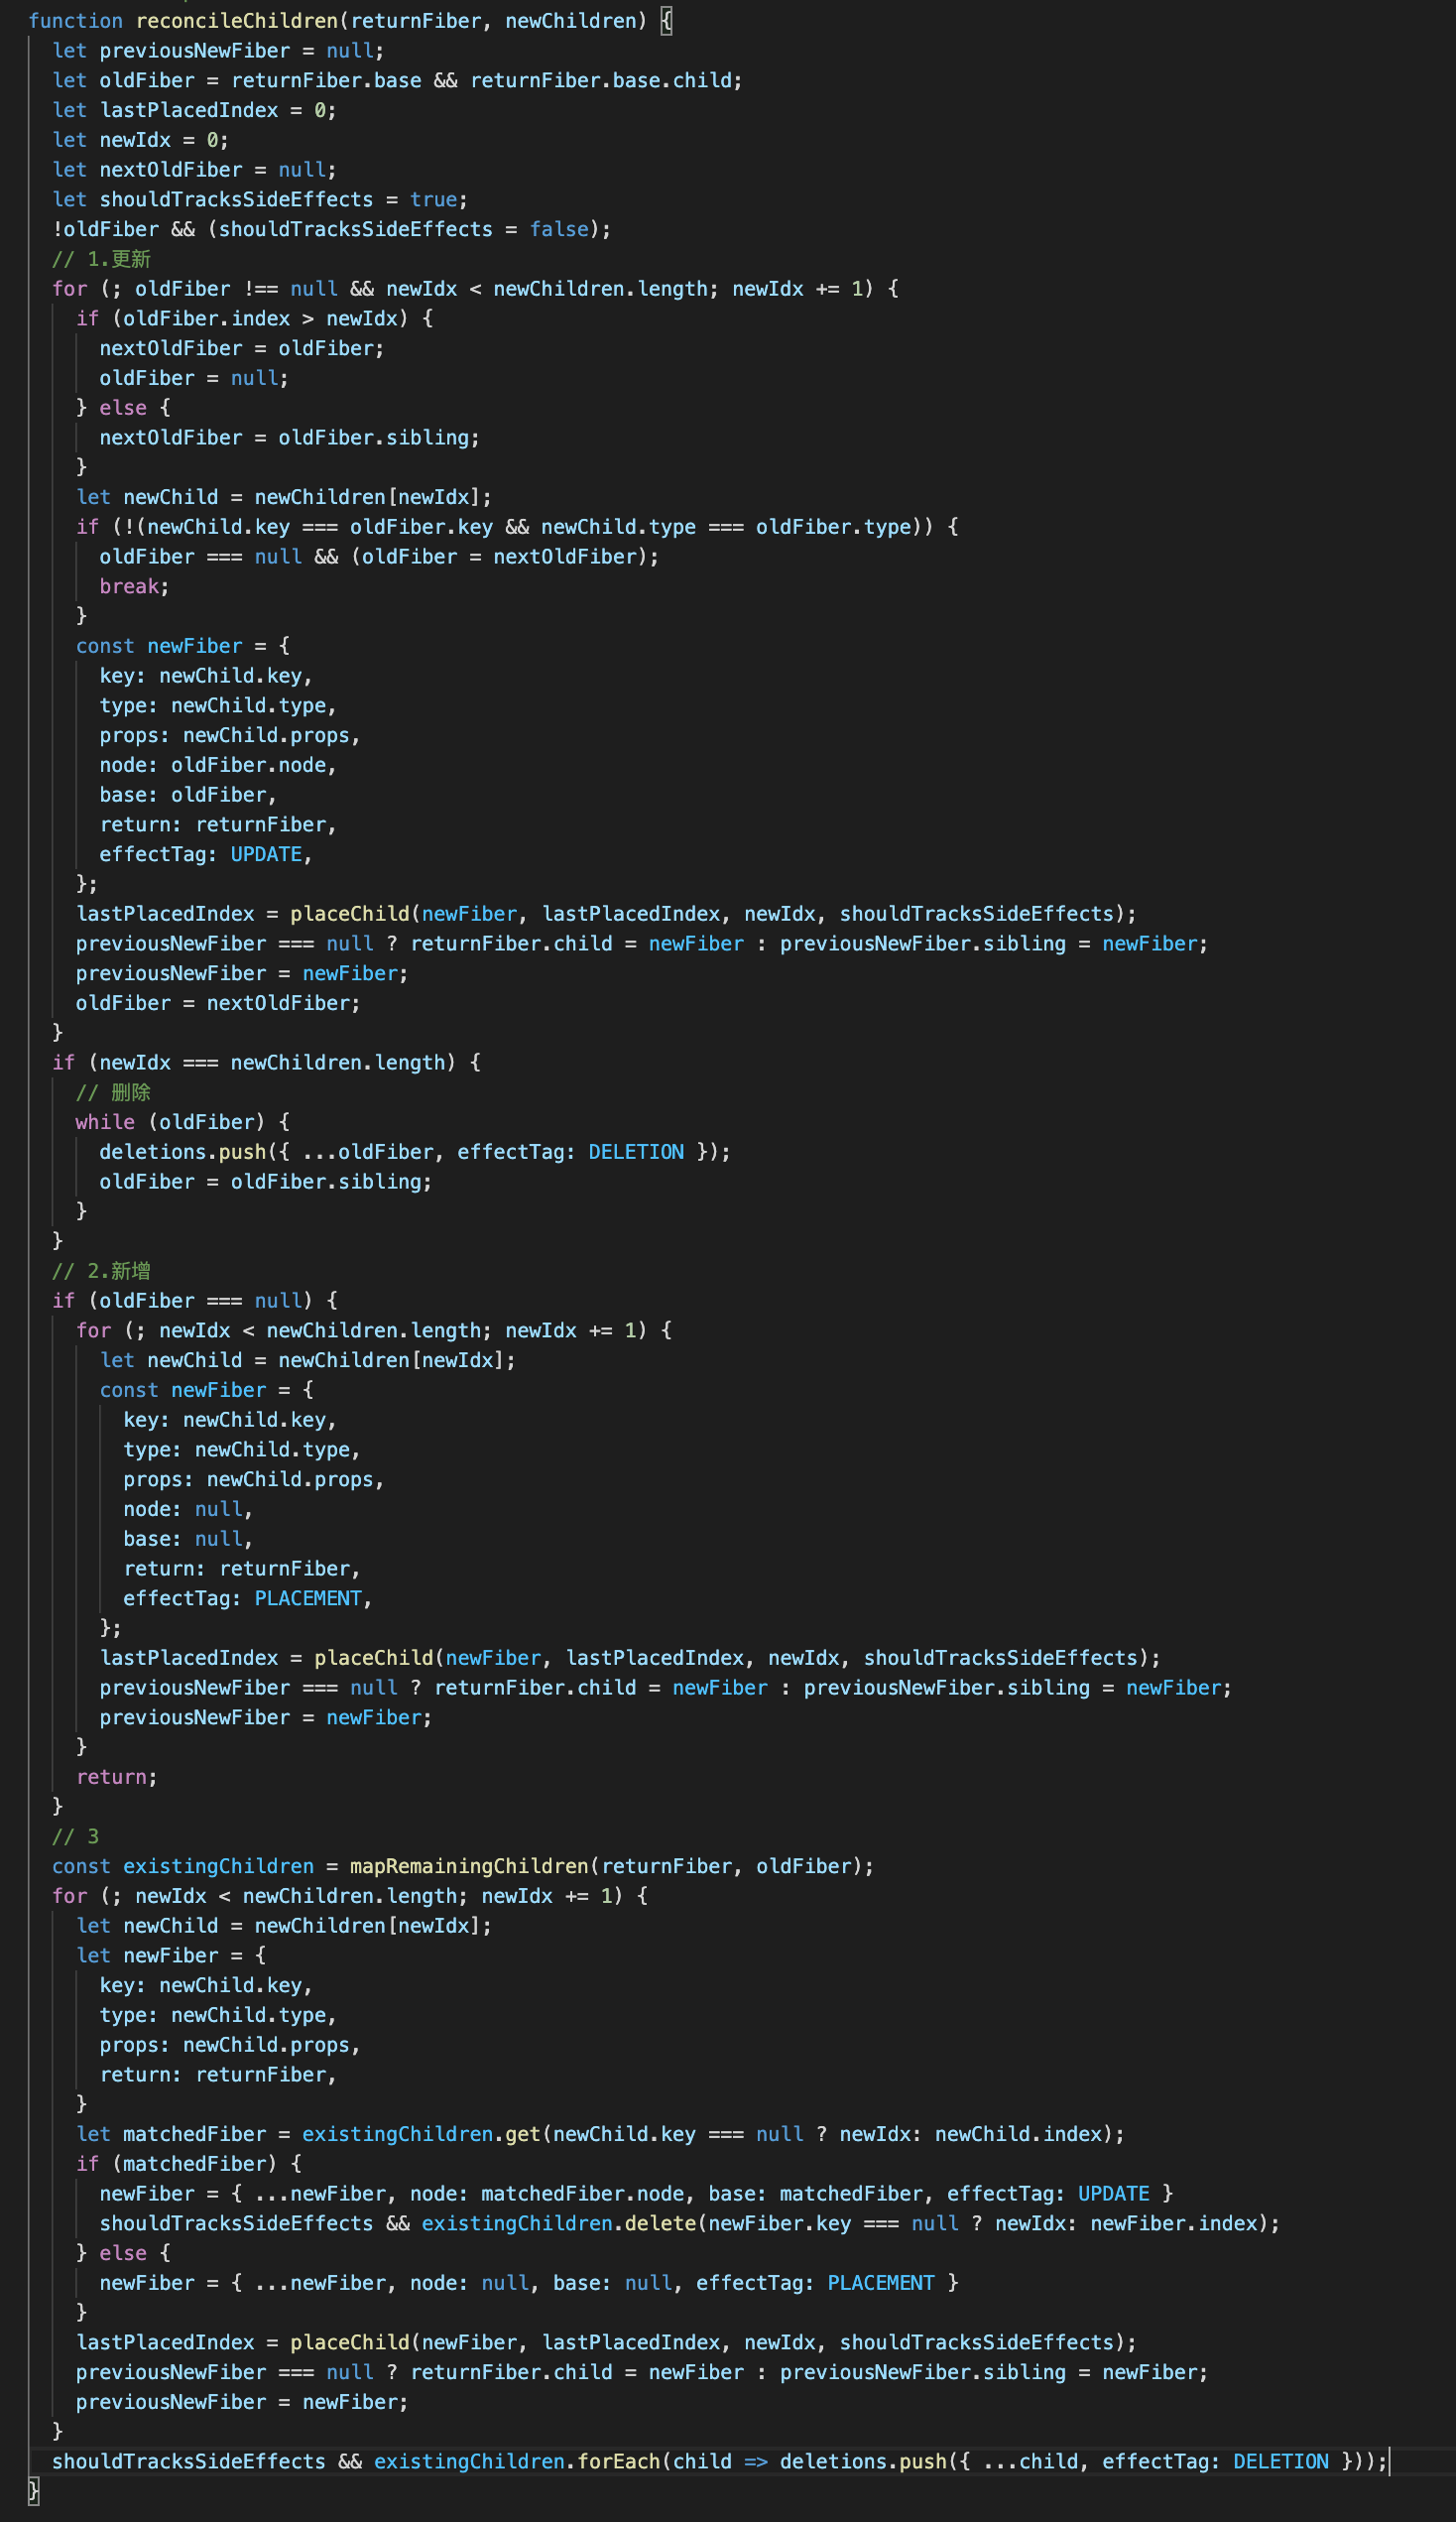 function reconcileChildren(returnFiber, newChildren) {
  let previousNewFiber = null;
  let oldFiber = returnFiber.base && returnFiber.base.child;
  let lastPlacedIndex = 0;
  let newIdx = 0;
  let nextOldFiber = null;
  let shouldTracksSideEffects = true;
  !oldFiber && (shouldTracksSideEffects = false);
  // 1.更新
  for (; oldFiber !== null && newIdx < newChildren.length; newIdx += 1) {
    if (oldFiber.index > newIdx) {
      nextOldFiber = oldFiber;
      oldFiber = null;
    } else {
      nextOldFiber = oldFiber.sibling;
    }
    let newChild = newChildren[newIdx];
    if (!(newChild.key === oldFiber.key && newChild.type === oldFiber.type)) {
      oldFiber === null && (oldFiber = nextOldFiber);
      break;
    }
    const newFiber = {
      key: newChild.key,
      type: newChild.type,
      props: newChild.props,
      node: oldFiber.node,
      base: oldFiber,
      return: returnFiber,
      effectTag: UPDATE,
    };
    lastPlacedIndex = placeChild(newFiber, lastPlacedIndex, newIdx, shouldTracksSideEffects);
    previousNewFiber === null ? returnFiber.child = newFiber : previousNewFiber.sibling = newFiber;
    previousNewFiber = newFiber;
    oldFiber = nextOldFiber;
  }
  if (newIdx === newChildren.length) {
    // 删除
    while (oldFiber) {
      deletions.push({ ...oldFiber, effectTag: DELETION });
      oldFiber = oldFiber.sibling;
    }
  }
  // 2.新增
  if (oldFiber === null) {
    for (; newIdx < newChildren.length; newIdx += 1) {
      let newChild = newChildren[newIdx];
      const newFiber = {
        key: newChild.key,
        type: newChild.type,
        props: newChild.props,
        node: null,
        base: null,
        return: returnFiber,
        effectTag: PLACEMENT,
      };
      lastPlacedIndex = placeChild(newFiber, lastPlacedIndex, newIdx, shouldTracksSideEffects);
      previousNewFiber === null ? returnFiber.child = newFiber : previousNewFiber.sibling = newFiber;
      previousNewFiber = newFiber;
    }
    return;
  }
  // 3
  const existingChildren = mapRemainingChildren(returnFiber, oldFiber);
  for (; newIdx < newChildren.length; newIdx += 1) {
    let newChild = newChildren[newIdx];
    let newFiber = {
      key: newChild.key,
      type: newChild.type,
      props: newChild.props,
      return: returnFiber,
    }
    let matchedFiber = existingChildren.get(newChild.key === null ? newIdx: newChild.index);
    if (matchedFiber) {
      newFiber = { ...newFiber, node: matchedFiber.node, base: matchedFiber, effectTag: UPDATE }
      shouldTracksSideEffects && existingChildren.delete(newFiber.key === null ? newIdx: newFiber.index);
    } else {
      newFiber = { ...newFiber, node: null, base: null, effectTag: PLACEMENT }
    }
    lastPlacedIndex = placeChild(newFiber, lastPlacedIndex, newIdx, shouldTracksSideEffects);
    previousNewFiber === null ? returnFiber.child = newFiber : previousNewFiber.sibling = newFiber;
    previousNewFiber = newFiber;
  }
  shouldTracksSideEffects && existingChildren.forEach(child => deletions.push({ ...child, effectTag: DELETION }));
}